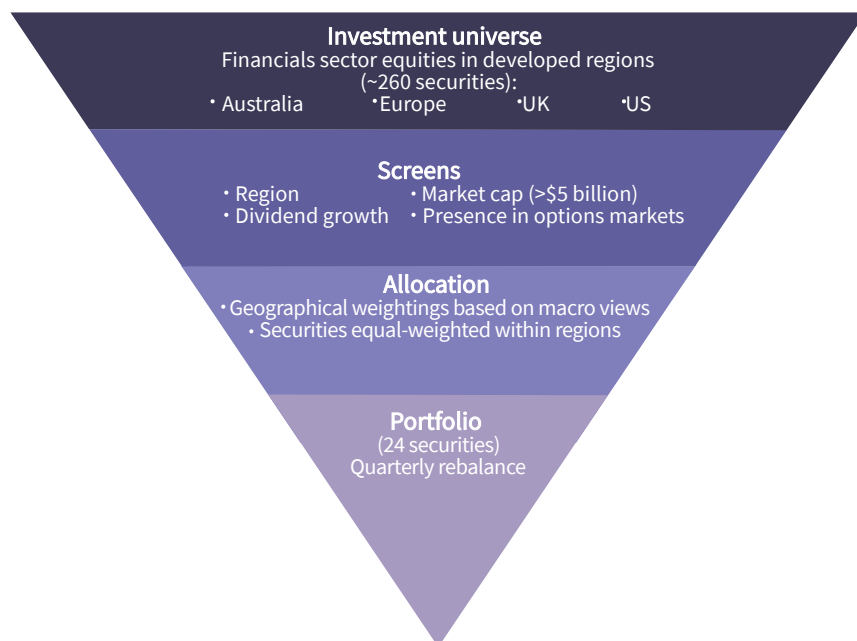 Investment universe
Financials sector equities in developed regions
(~260 securities):
• Australia •Europe •UK •US
Screens
• Region • Market cap (>$5 billion)
• Dividend growth • Presence in options markets
Allocation
•Geographical weightings based on macro views
• Securities equal-weighted within regions
Portfolio
(24 securities)
Quarterly rebalance